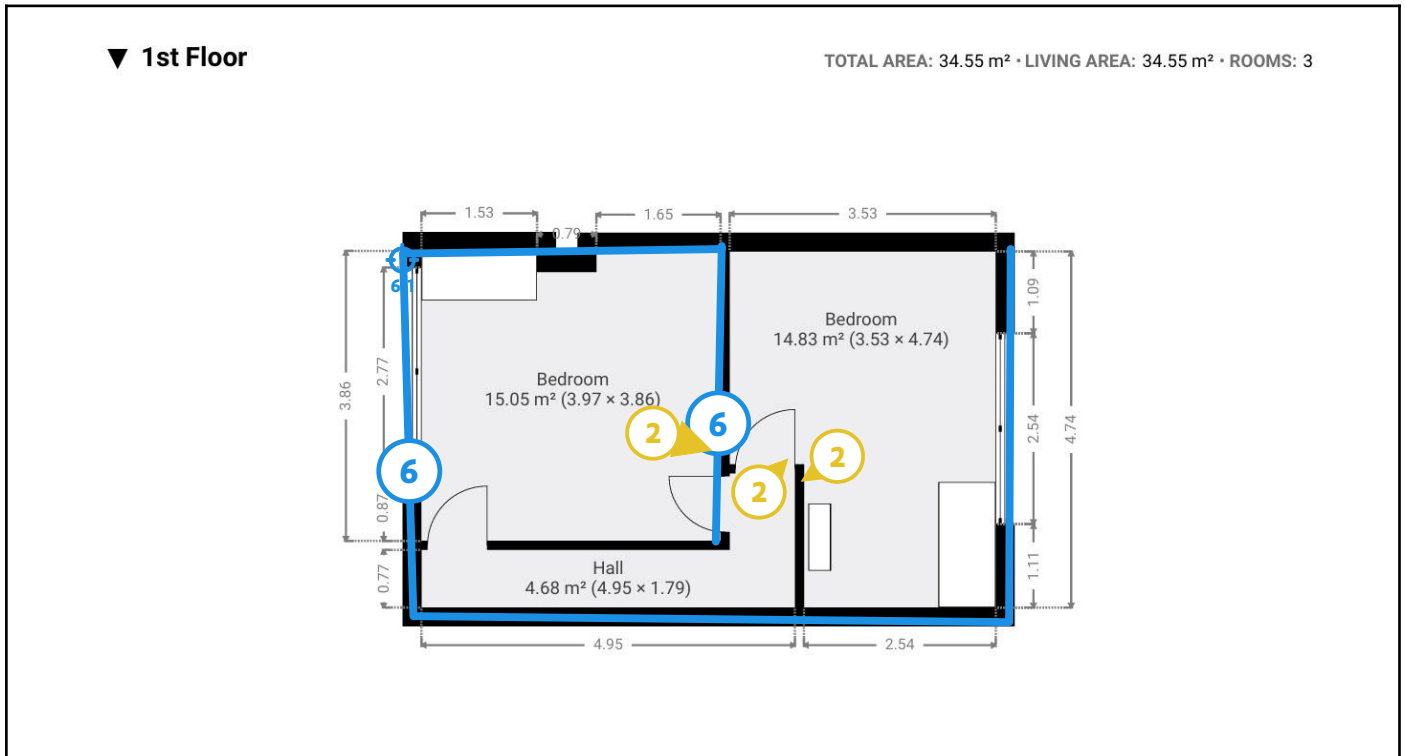 ▼ 1st Floor
TOTAL AREA: 34.55 m² · LIVING AREA: 34.55 m² · ROOMS: 3
1.53
0.79
1.65
3.53
6.1
1.09
Bedroom
14.83 m² (3.53 × 4.74)
2.77
3.86
Bedroom
15.05 m² (3.97 × 3.86)
2
6
2.54
4.74
2
6
2
0.87
Hall
4.68 m² (4.95 × 1.79)
0.77
1.11
4.95
2.54